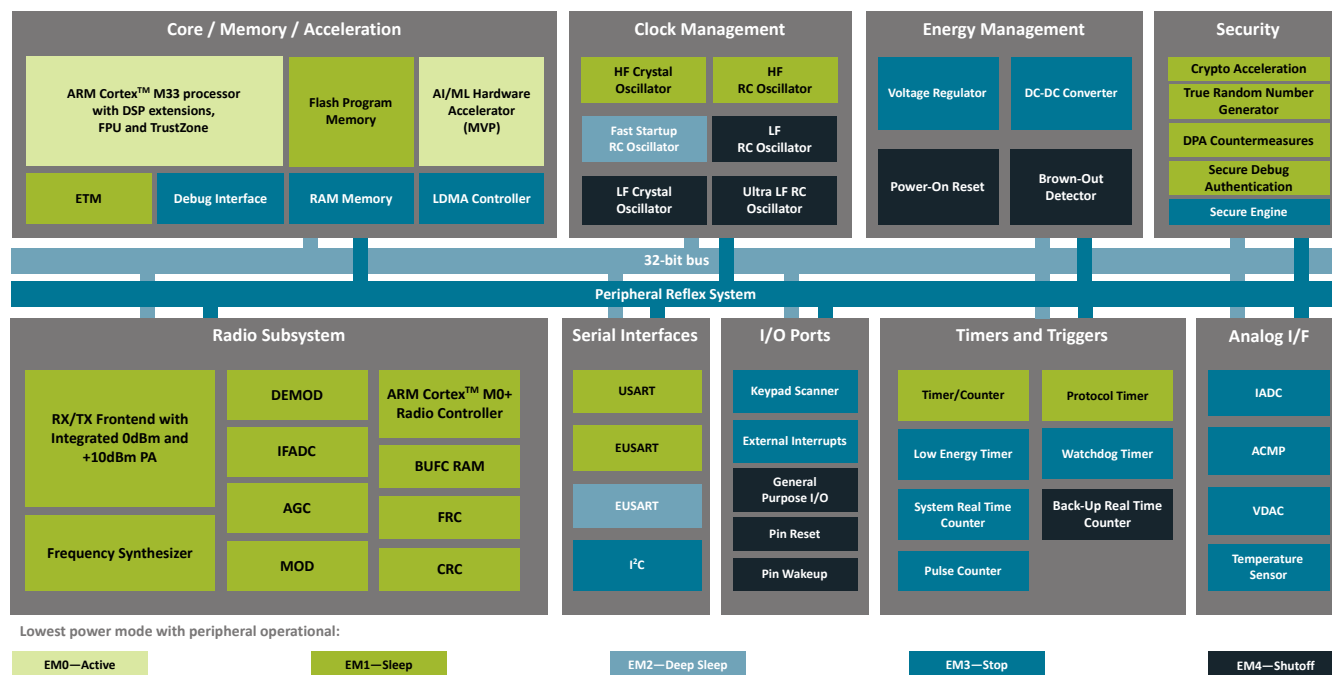 Core / Memory / Acceleration
ARM Cortex™ M33 processor
with DSP extensions,
FPU and TrustZone
Flash Program
Memory
AI/ML Hardware
Accelerator
(MVP)
ETM
Debug Interface
RAM Memory
LDMA Controller
Clock Management
HF Crystal
Oscillator
HF
RC Oscillator
Fast Startup
RC Oscillator
LF
RC Oscillator
LF Crystal
Oscillator
Ultra LF RC
Oscillator
Energy Management
Voltage Regulator
DC-DC Converter
Power-On Reset
Brown-Out
Detector
Security
Crypto Acceleration
True Random Number
Generator
DPA Countermeasures
Secure Debug
Authentication
Secure Engine
32-bit bus
Peripheral Reflex System
Radio Subsystem
RX/TX Frontend with
Integrated 0dBm and
+10dBm PA
Frequency Synthesizer
DEMOD
IFADC
AGC
MOD
ARM Cortex™ M0+
Radio Controller
BUFC RAM
FRC
CRC
Serial Interfaces
USART
EUSART
EUSART
I²C
I/O Ports
Keypad Scanner
External Interrupts
General
Purpose I/O
Pin Reset
Pin Wakeup
Timers and Triggers
Timer/Counter
Protocol Timer
Low Energy Timer
Watchdog Timer
System Real Time
Counter
Back-Up Real Time
Counter
Pulse Counter
Analog I/F
IADC
ACMP
VDAC
Temperature
Sensor
Lowest power mode with peripheral operational:
EM0—Active
EM1—Sleep
EM2—Deep Sleep
EM3—Stop
EM4—Shutoff